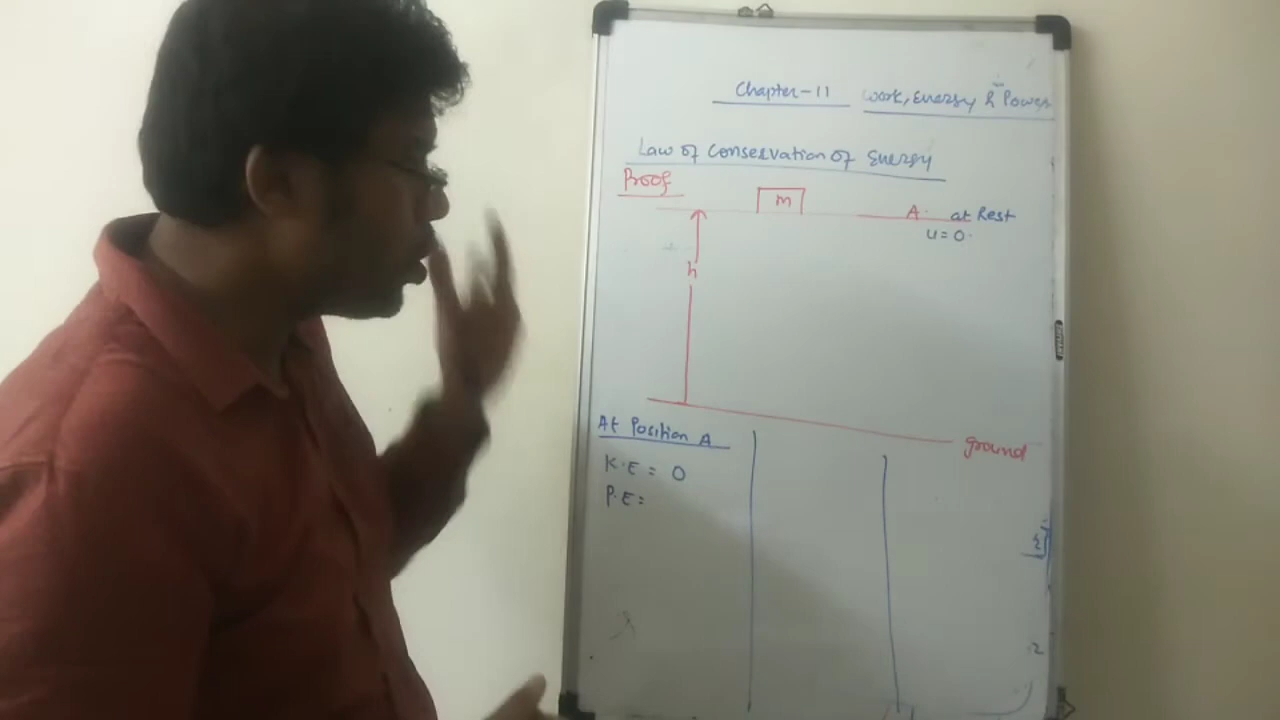 Chapter-11 Work, Energy & Power
Law of Conservation of Energy
Proof
m
A. at Rest
u=0.
h
ground
At Position A
K.E = 0
P.E =